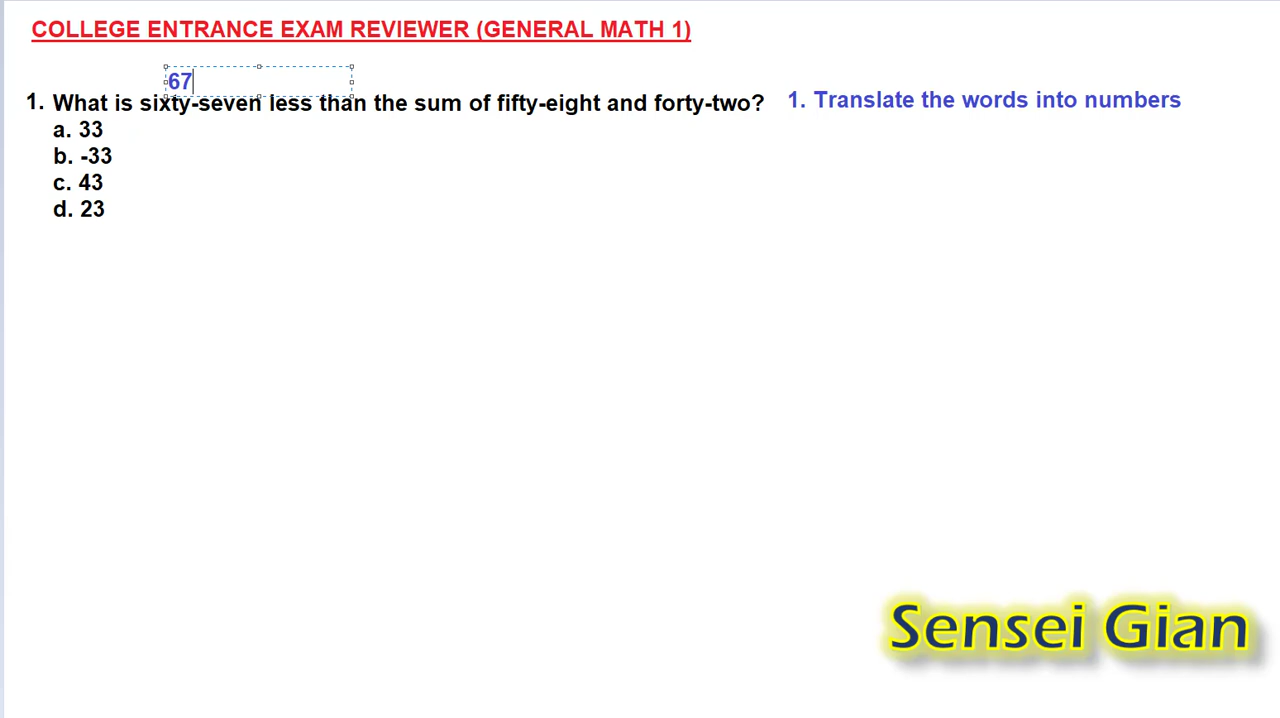 COLLEGE ENTRANCE EXAM REVIEWER (GENERAL MATH 1)
67
1. What is sixty-seven less than the sum of fifty-eight and forty-two?
a. 33
b. -33
c. 43
d. 23
1. Translate the words into numbers
Sensei Gian